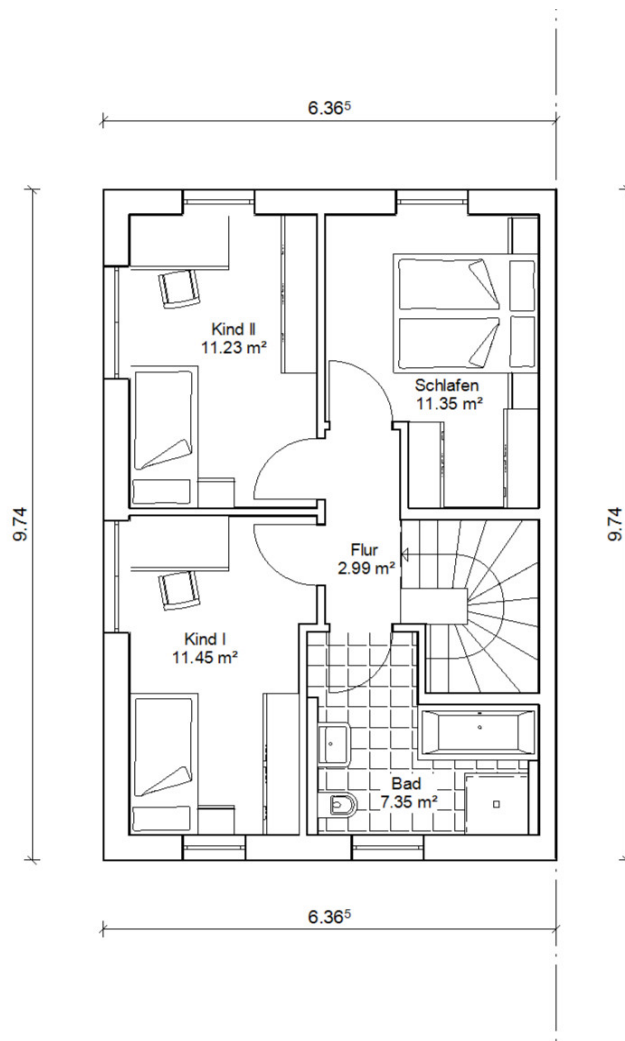 6.36⁵
Kind II
11.23 m²
Schlafen
11.35 m²
9.74
9.74
Flur
2.99 m²
Kind I
11.45 m²
Bad
7.35 m²
6.36⁵